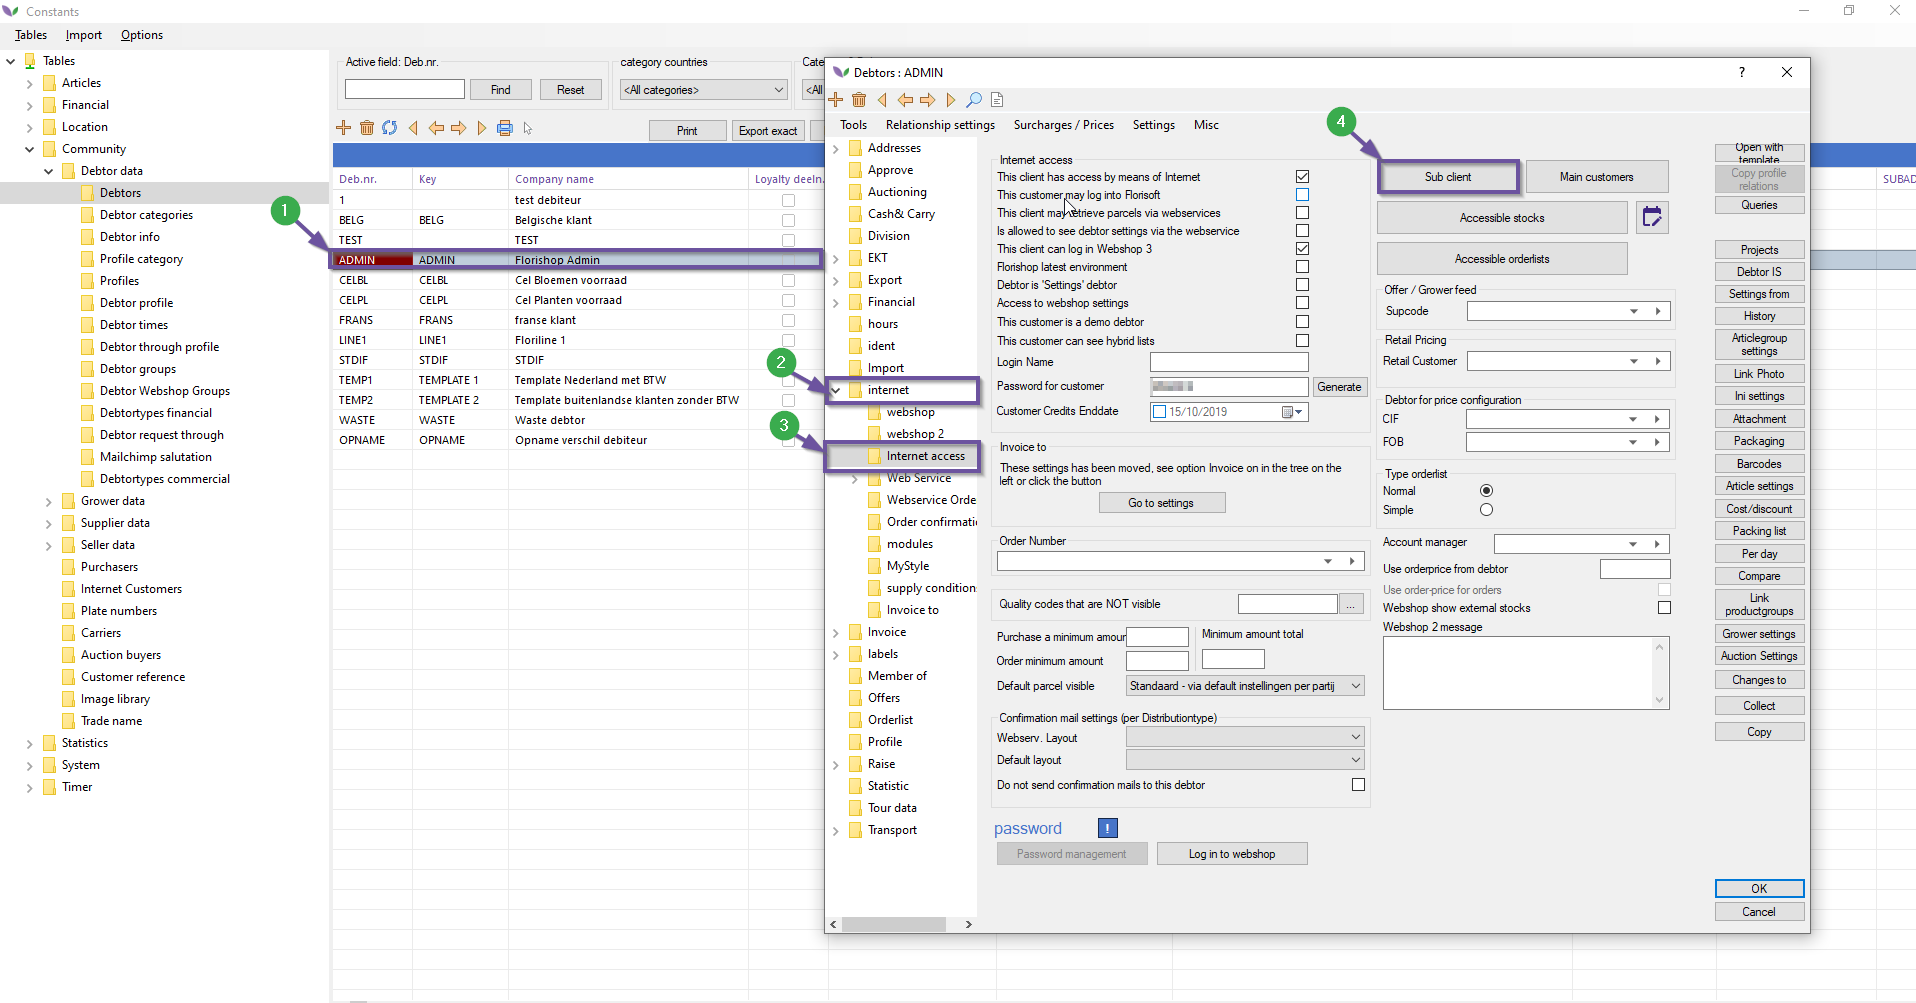 Constants
Tables Import Options
Tables
Articles
Financial
Location
Community
Debtor data
Debtors
Debtor categories
Debtor info
Profile category
Profiles
Debtor profile
Debtor times
Debtor through profile
Debtor groups
Debtor Webshop Groups
Debtortypes financial
Debtor request through
Mailchimp salutation
Debtortypes commercial
Grower data
Supplier data
Seller data
Purchasers
Internet Customers
Plate numbers
Carriers
Auction buyers
Customer reference
Image library
Trade name
Statistics
System
Timer
Active field: Deb.nr.
Find Reset
category countries
<All categories>
Cate
<All
Print Export exact
Deb.nr. Key Company name Loyalty deeln.
1 test debiteur
BELG BELG Belgische klant
TEST TEST
ADMIN ADMIN Florishop Admin
CELBL CELBL Cel Bloemen voorraad
CELPL CELPL Cel Planten voorraad
FRANS FRANS franse klant
LINE1 LINE1 Floriline 1
STDIF STDIF STDIF
TEMP1 TEMPLATE 1 Template Nederland met BTW
TEMP2 TEMPLATE 2 Template buitenlandse klanten zonder BTW
WASTE WASTE Waste debtor
OPNAME OPNAME Opname verschil debiteur
SUBAD
1
2
3
4
Debtors : ADMIN
?
Tools Relationship settings Surcharges / Prices Settings Misc
Addresses
Approve
Auctioning
Cash& Carry
Division
EKT
Export
Financial
hours
ident
Import
internet
webshop
webshop 2
Internet access
Web Service
Webservice Orde
Order confirmati
modules
MyStyle
supply condition
Invoice to
Invoice
labels
Member of
Offers
Orderlist
Profile
Raise
Statistic
Tour data
Transport
Internet access
This client has access by means of Internet
This customer may log into Florisoft
This client may retrieve parcels via webservices
Is allowed to see debtor settings via the webservice
This client can log in Webshop 3
Florishop latest environment
Debtor is 'Settings' debtor
Access to webshop settings
This customer is a demo debtor
This customer can see hybrid lists
Login Name
Password for customer Generate
Customer Credits Enddate 15/10/2019
Invoice to
These settings has been moved, see option Invoice on in the tree on the
left or click the button
Go to settings
Order Number
Quality codes that are NOT visible ...
Purchase a minimum amour Minimum amount total
Order minimum amount
Default parcel visible Standaard - via default instellingen per partij
Confirmation mail settings (per Distributiontype)
Webserv. Layout
Default layout
Do not send confirmation mails to this debtor
password !
Password management Log in to webshop
Sub client Main customers
Accessible stocks
Accessible orderlists
Offer / Grower feed
Supcode
Retail Pricing
Retail Customer
Debtor for price configuration
CIF
FOB
Type orderlist
Normal
Simple
Account manager
Use orderprice from debtor
Use order-price for orders
Webshop show external stocks
Webshop 2 message
Open with
template
Copy profile
relations
Queries
Projects
Debtor IS
Settings from
History
Articlegroup
settings
Link Photo
Ini settings
Attachment
Packaging
Barcodes
Article settings
Cost/discount
Packing list
Per day
Compare
Link
productgroups
Grower settings
Auction Settings
Changes to
Collect
Copy
OK
Cancel